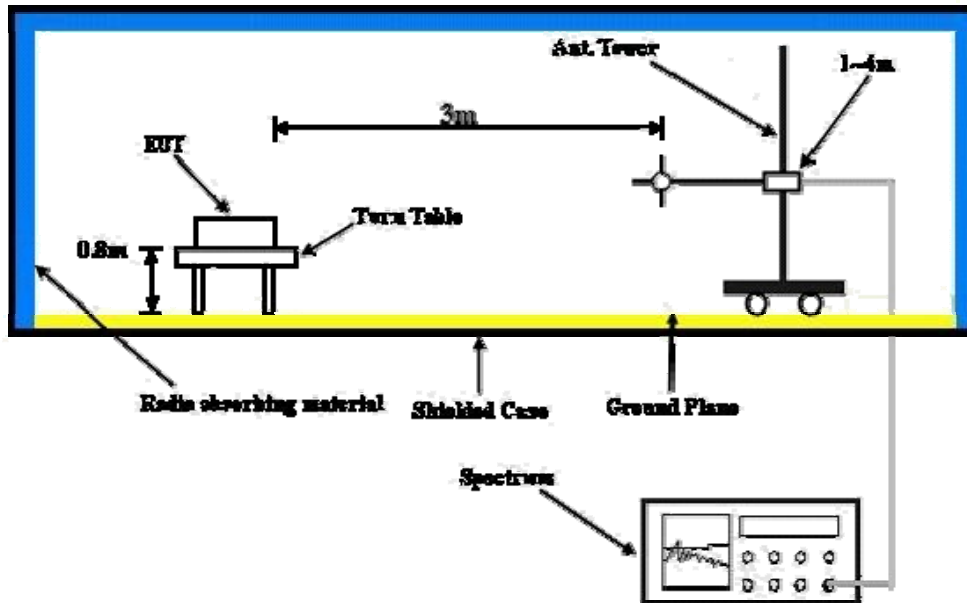 Ant. Tower
1~4m
3m
EUT
Turn Table
0.8m
Radio absorbing material
Shielded Case
Ground Plane
Spectrum